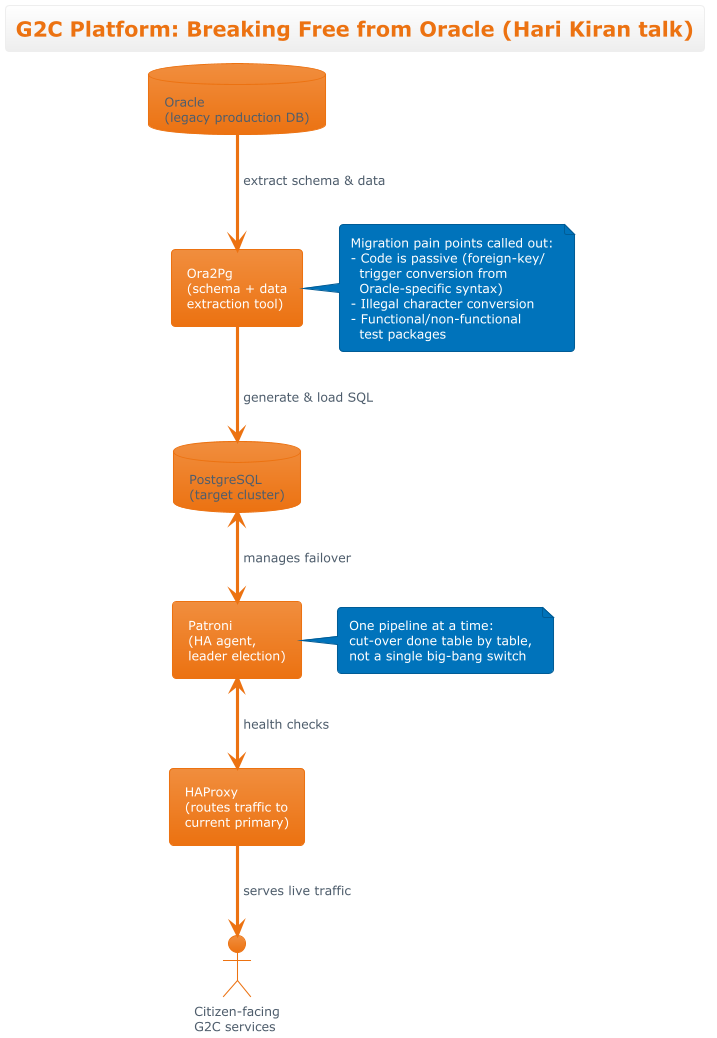 G2C Platform: Breaking Free from Oracle (Hari Kiran talk)
Oracle
(legacy production DB)
extract schema & data
Ora2Pg
(schema + data
extraction tool)
Migration pain points called out:
- Code is passive (foreign-key/
trigger conversion from
Oracle-specific syntax)
- Illegal character conversion
- Functional/non-functional
test packages
generate & load SQL
PostgreSQL
(target cluster)
manages failover
Patroni
(HA agent,
leader election)
One pipeline at a time:
cut-over done table by table,
not a single big-bang switch
health checks
HAProxy
(routes traffic to
current primary)
serves live traffic
Citizen-facing
G2C services